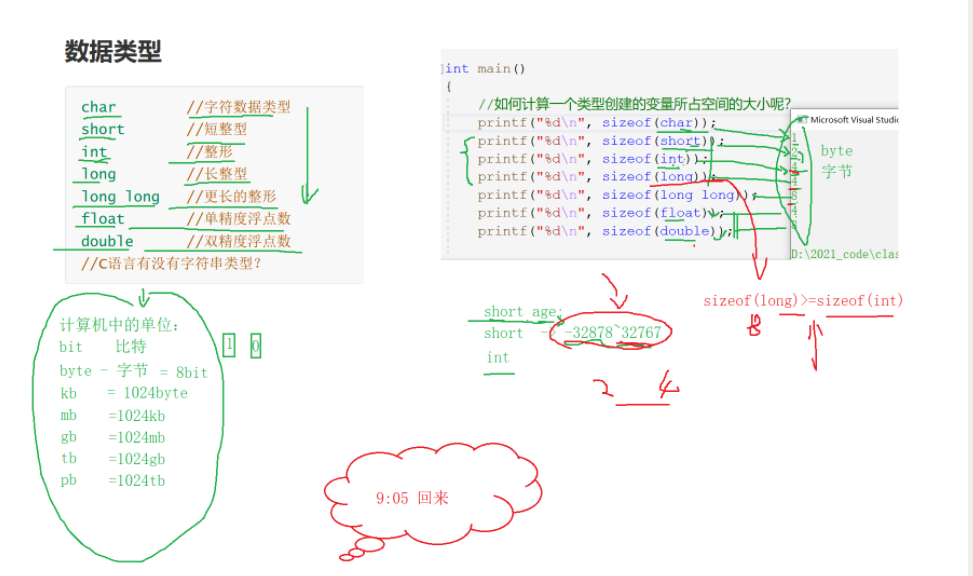 数据类型
char //字符数据类型
short //短整型
int //整形
long //长整型
long long //更长的整形
float //单精度浮点数
double //双精度浮点数
//C语言有没有字符串类型?
int main()
{
//如何计算一个类型创建的变量所占空间的大小呢?
printf("%d\n", sizeof(char));
printf("%d\n", sizeof(short));
printf("%d\n", sizeof(int));
printf("%d\n", sizeof(long));
printf("%d\n", sizeof(long long));
printf("%d\n", sizeof(float));
printf("%d\n", sizeof(double));
Microsoft Visual Studio
1
2
8
D:\2021_code\clas
byte
字节
计算机中的单位:
bit 比特
byte - 字节 = 8bit
kb = 1024byte
mb =1024kb
gb =1024mb
tb =1024gb
pb =1024tb
1 0
short age;
short -> -32878~32767
int
2 4
sizeof(long)>=sizeof(int)
9:05 回来